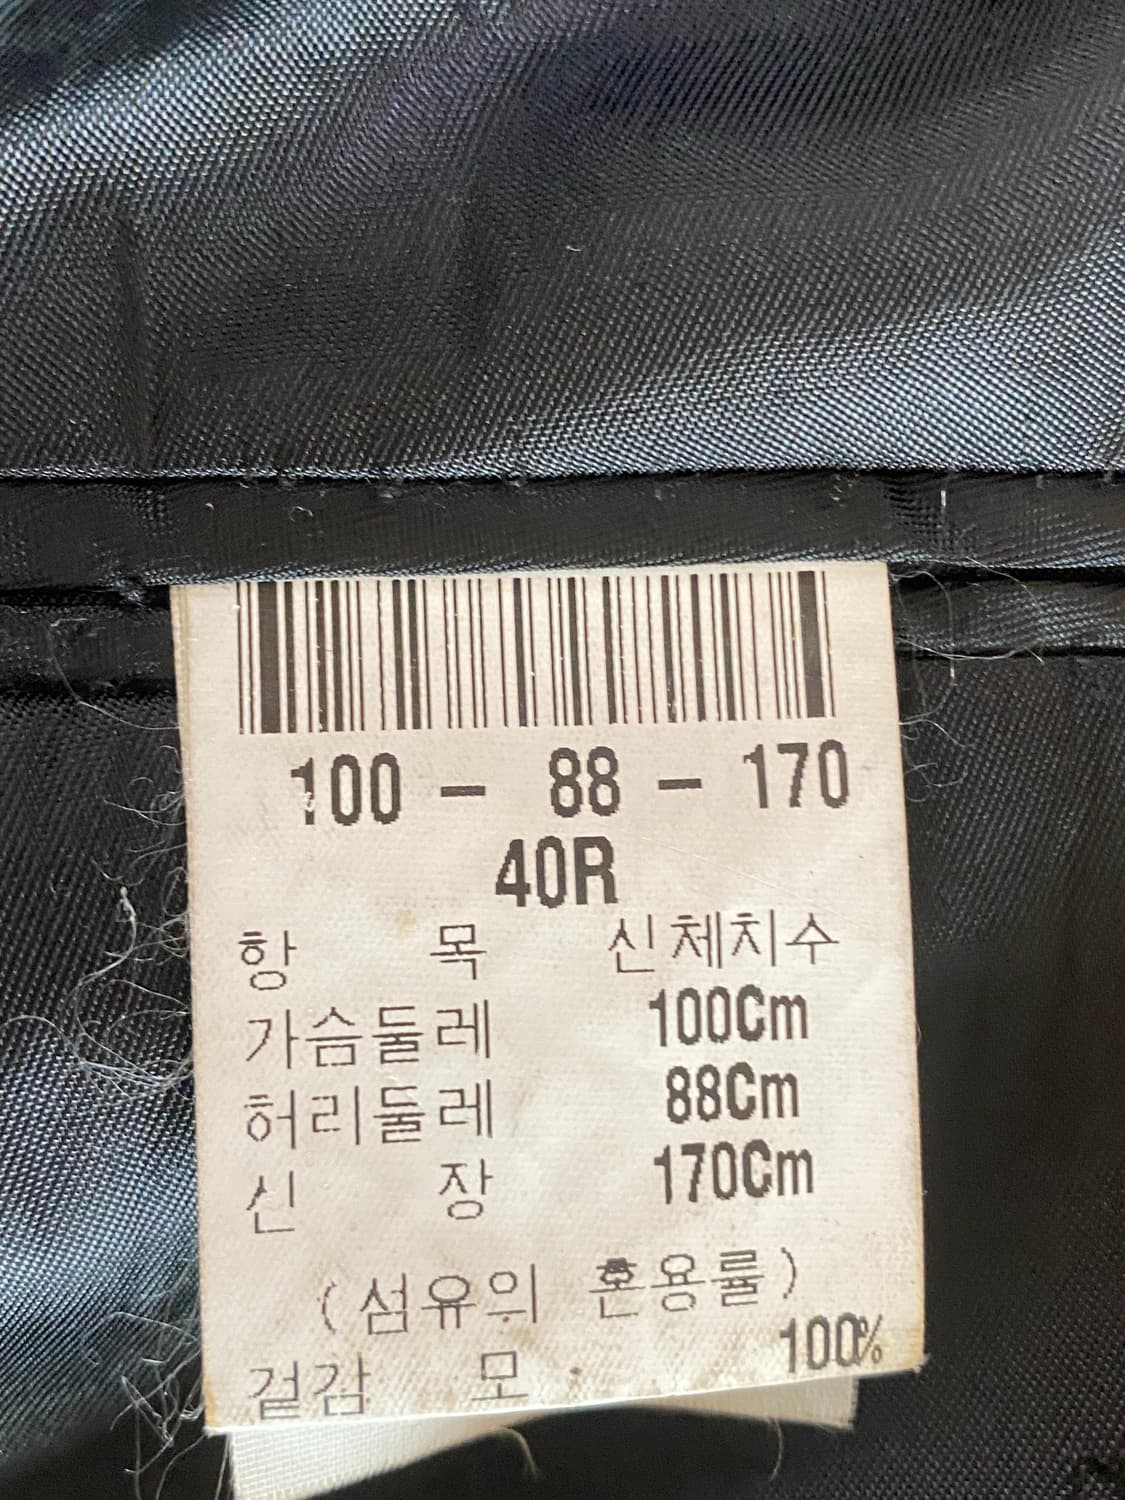 100 - 88 - 170
40R
항 목 신체치수
가슴둘레 100Cm
허리둘레 88Cm
신 장 170Cm
(섬유의 혼용률)
겉감 모 100%